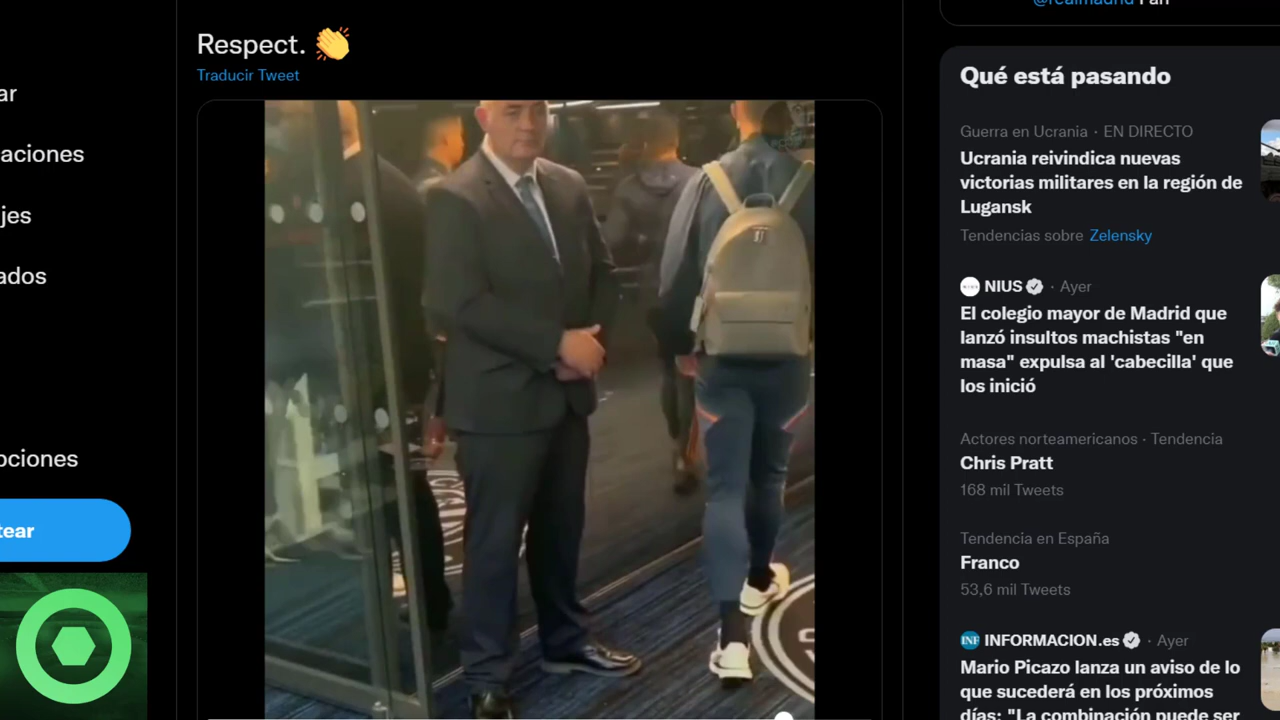 ar
aciones
jes
ados
pciones
tear
Respect. 👏
Traducir Tweet
@realmadrid Fan
Qué está pasando
Guerra en Ucrania · EN DIRECTO
Ucrania reivindica nuevas
victorias militares en la región de
Lugansk
Tendencias sobre Zelensky
NIUS · Ayer
El colegio mayor de Madrid que
lanzó insultos machistas "en
masa" expulsa al 'cabecilla' que
los inició
Actores norteamericanos · Tendencia
Chris Pratt
168 mil Tweets
Tendencia en España
Franco
53,6 mil Tweets
INF INFORMACION.es · Ayer
Mario Picazo lanza un aviso de lo
que sucederá en los próximos
días: "La combinación puede ser